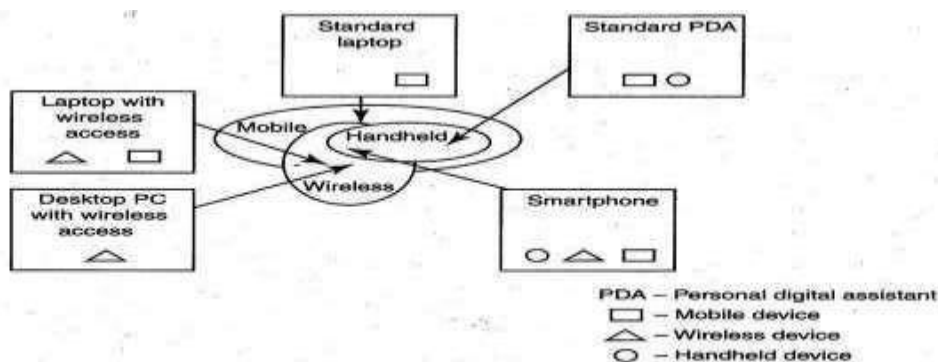 Standard
laptop
Standard PDA
Laptop with
wireless
access
Mobile
Handheld
Wireless
Desktop PC
with wireless
access
Smartphone
PDA – Personal digital assistant
– Mobile device
– Wireless device
– Handheld device